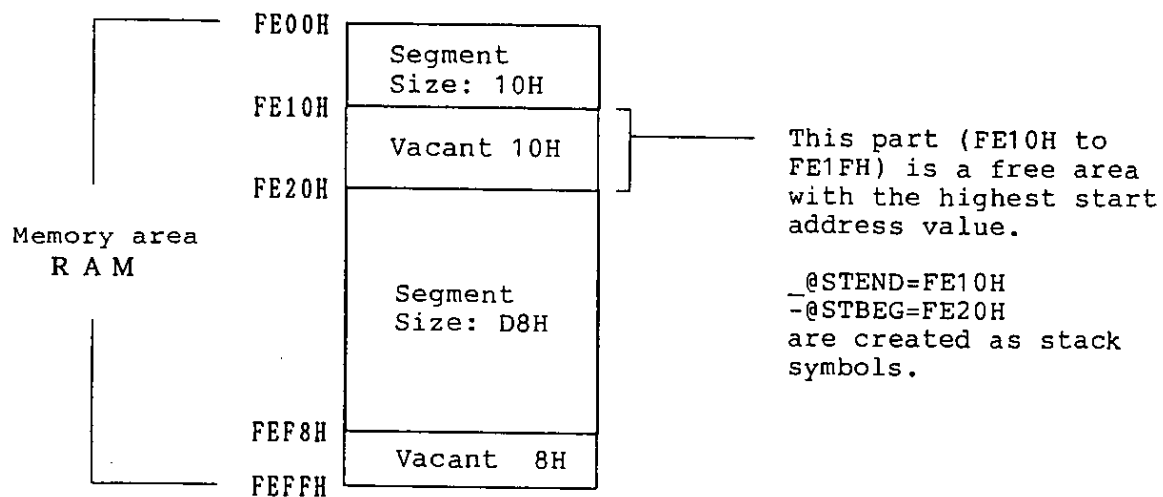 FE00H
Segment
Size: 10H
FE10H
Vacant 10H
This part (FE10H to
FE1FH) is a free area
with the highest start
address value.
FE20H
Memory area
RAM
_@STEND=FE10H
-@STBEG=FE20H
are created as stack
symbols.
Segment
Size: D8H
FEF8H
Vacant 8H
FEFFH